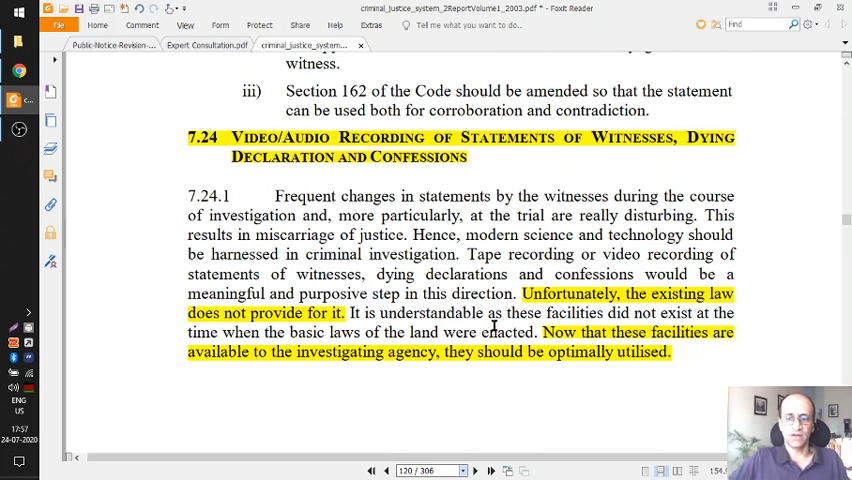 criminal_justice_system_2ReportVolume1_2003.pdf * - Foxit Reader
File
Home
Comment
View
Form
Protect
Share
Help
Extras
Tell me what you want to do..
Find
Public-Notice-Revision-...
Expert Consultation.pdf
criminal_justice_system...
witness.
iii) Section 162 of the Code should be amended so that the statement
can be used both for corroboration and contradiction.
7.24 VIDEO/AUDIO RECORDING OF STATEMENTS OF WITNESSES, DYING
DECLARATION AND CONFESSIONS
7.24.1 Frequent changes in statements by the witnesses during the course
of investigation and, more particularly, at the trial are really disturbing. This
results in miscarriage of justice. Hence, modern science and technology should
be harnessed in criminal investigation. Tape recording or video recording of
statements of witnesses, dying declarations and confessions would be a
meaningful and purposive step in this direction. Unfortunately, the existing law
does not provide for it. It is understandable as these facilities did not exist at the
time when the basic laws of the land were enacted. Now that these facilities are
available to the investigating agency, they should be optimally utilised.
ENG
US
17:57
24-07-2020
120 / 306
154.